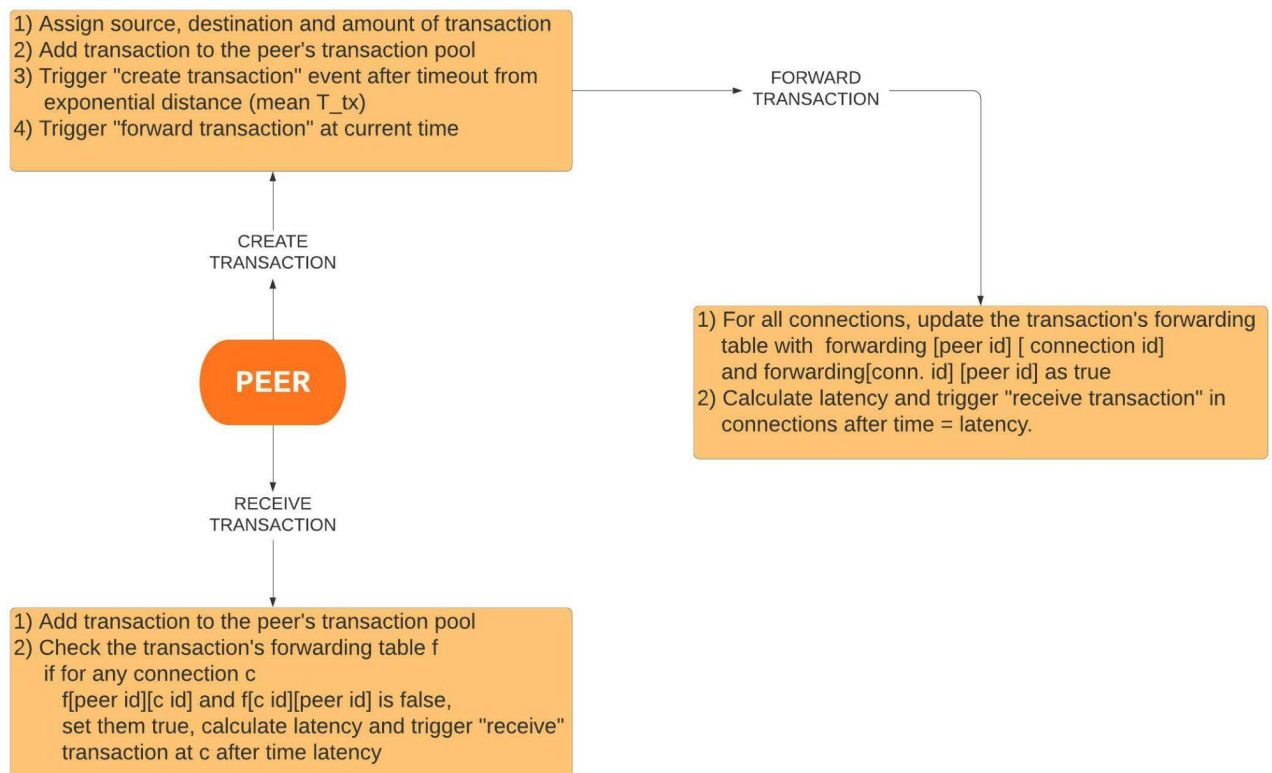 1) Assign source, destination and amount of transaction
2) Add transaction to the peer's transaction pool
3) Trigger "create transaction" event after timeout from
exponential distance (mean T_tx)
4) Trigger "forward transaction" at current time
FORWARD
TRANSACTION
CREATE
TRANSACTION
1) For all connections, update the transaction's forwarding
table with forwarding [peer id] [ connection id]
and forwarding[conn. id] [peer id] as true
2) Calculate latency and trigger "receive transaction" in
connections after time = latency.
PEER
RECEIVE
TRANSACTION
1) Add transaction to the peer's transaction pool
2) Check the transaction's forwarding table f
if for any connection c
f[peer id][c id] and f[c id][peer id] is false,
set them true, calculate latency and trigger "receive"
transaction at c after time latency